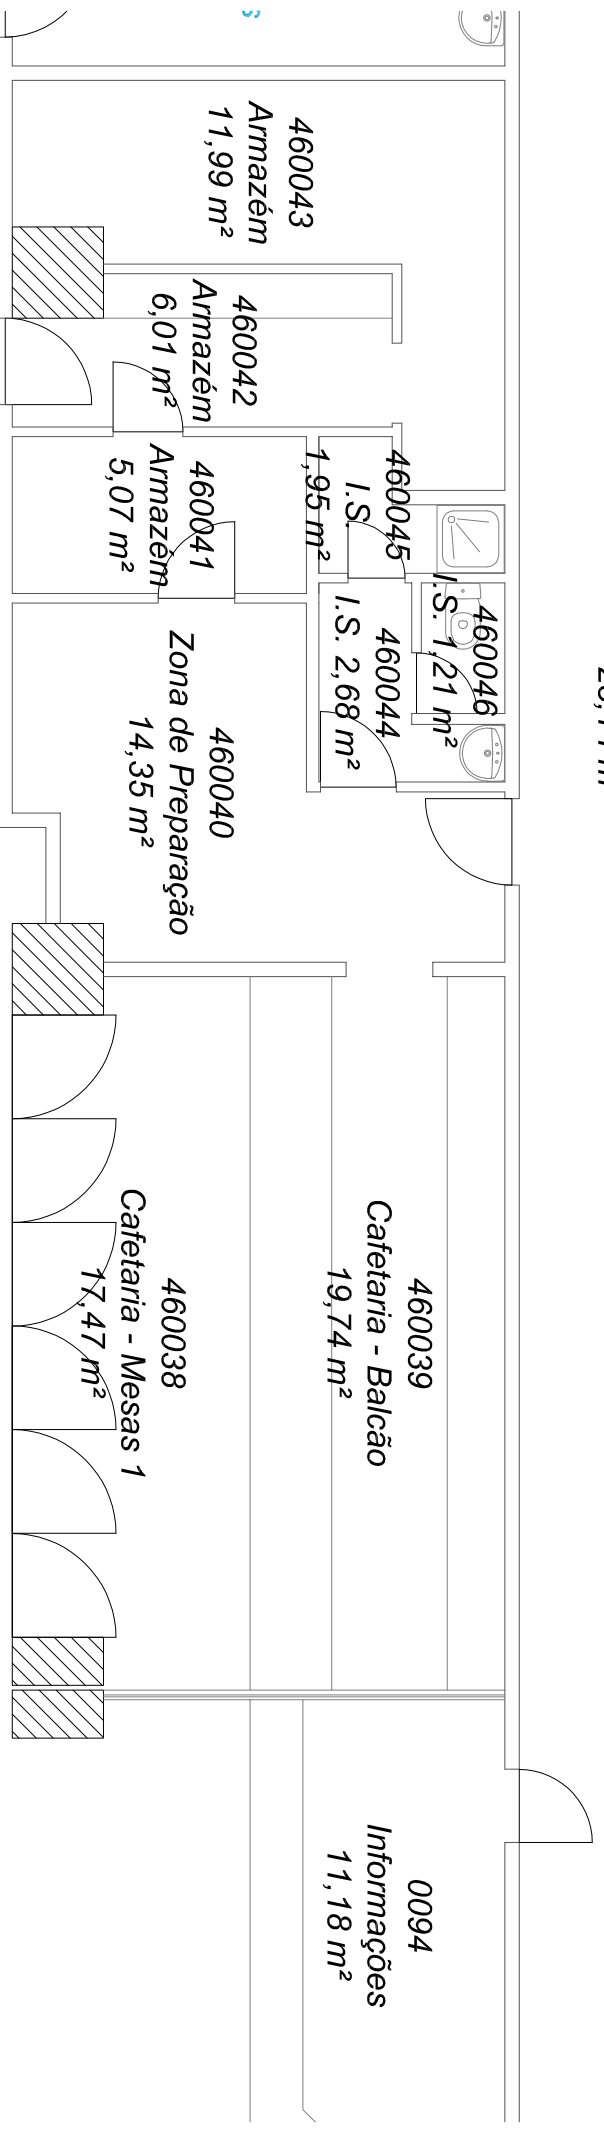 460043
Armazém
11,99 m²
460042
Armazém
6,01 m²
460041
Armazém
5,07 m²
460045
I.S.
1,95 m²
460046
I.S. 1,21 m²
460044
I.S. 2,68 m²
460040
Zona de Preparação
14,35 m²
460039
Cafetaria - Balcão
19,74 m²
460038
Cafetaria - Mesas 1
17,47 m²
0094
Informações
11,18 m²